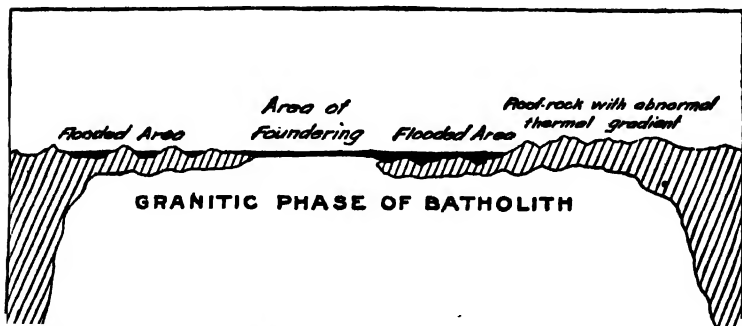 Area of
Foundering
Flooded Area
Flooded Area
Roof-rock with abnormal
thermal gradient
GRANITIC PHASE OF BATHOLITH